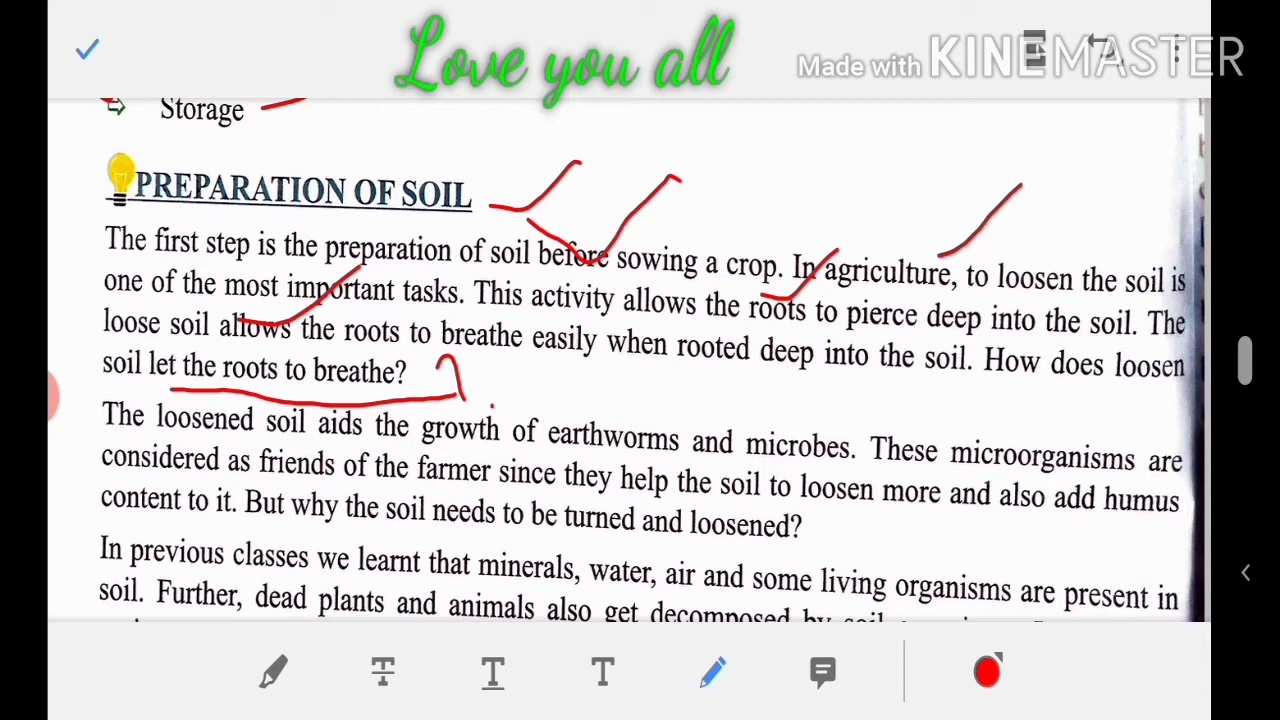 Love you all
Made with KINEMASTER
Storage
PREPARATION OF SOIL
The first step is the preparation of soil before sowing a crop. In agriculture, to loosen the soil is
one of the most important tasks. This activity allows the roots to pierce deep into the soil. The
loose soil allows the roots to breathe easily when rooted deep into the soil. How does loosen
soil let the roots to breathe?
The loosened soil aids the growth of earthworms and microbes. These microorganisms are
considered as friends of the farmer since they help the soil to loosen more and also add humus
content to it. But why the soil needs to be turned and loosened?
In previous classes we learnt that minerals, water, air and some living organisms are present in
soil. Further, dead plants and animals also get decomposed by soil
T
T
T